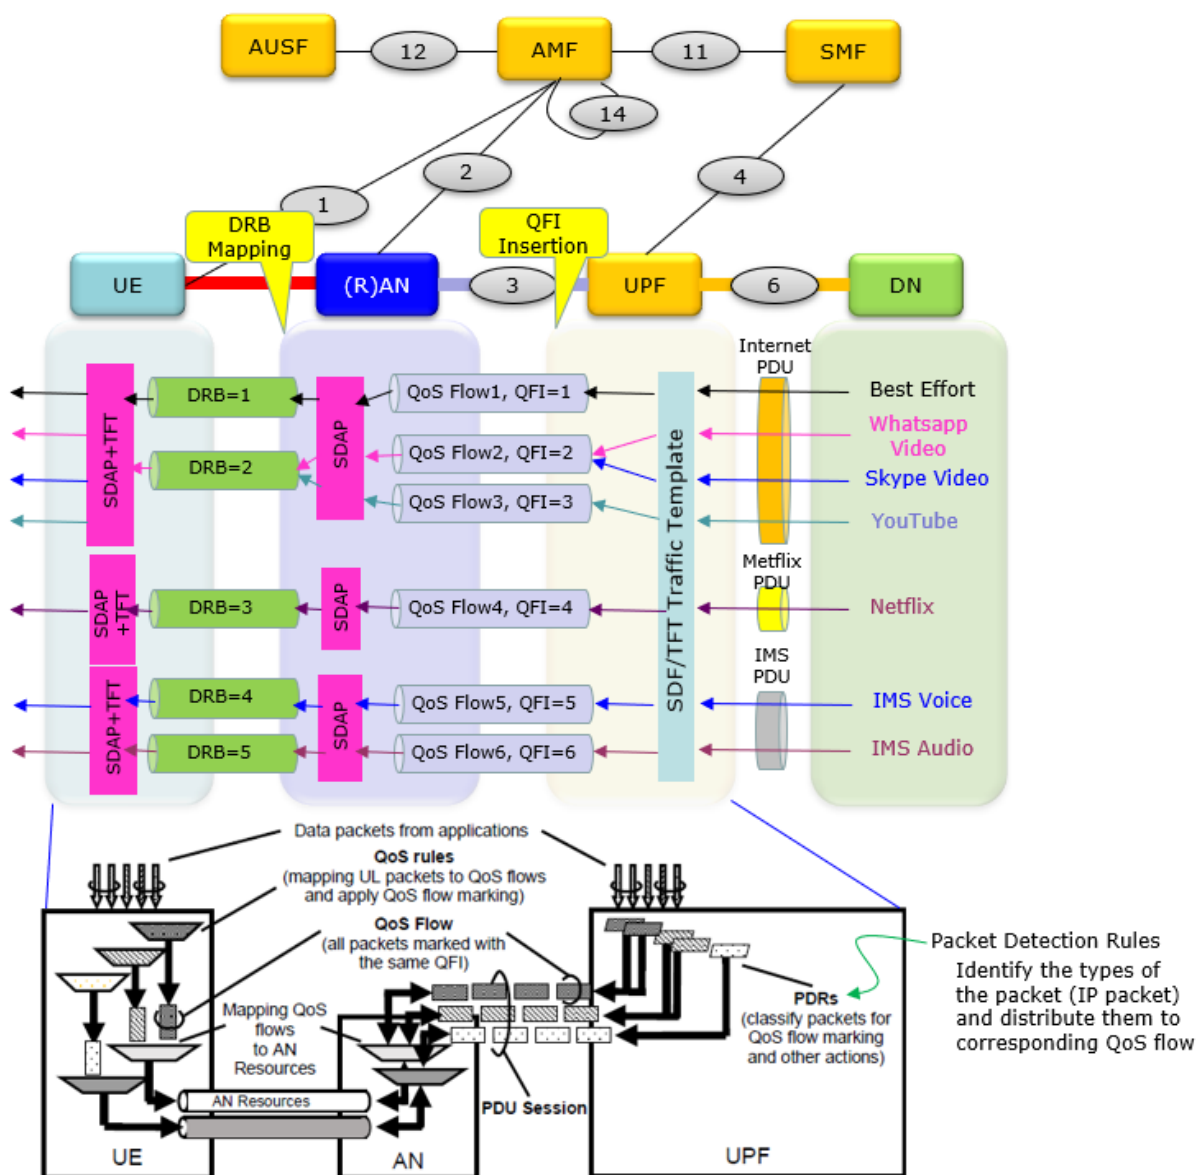 AUSF
12
AMF
11
SMF
14
2
4
1
DRB
Mapping
QFI
Insertion
UE
(R)AN
3
UPF
6
DN
Internet
PDU
DRB=1
QoS Flow1, QFI=1
Best Effort
SDAP+TFT
SDAP
SDF/TFT Traffic Template
Whatsapp
Video
DRB=2
QoS Flow2, QFI=2
Skype Video
QoS Flow3, QFI=3
YouTube
Metflix
PDU
SDAP
+TFT
DRB=3
SDAP
QoS Flow4, QFI=4
Netflix
IMS
PDU
SDAP+TFT
DRB=4
SDAP
QoS Flow5, QFI=5
IMS Voice
DRB=5
QoS Flow6, QFI=6
IMS Audio
Data packets from applications
QoS rules
(mapping UL packets to QoS flows
and apply QoS flow marking)
QoS Flow
(all packets marked with
the same QFI)
Mapping QoS
flows
to AN
Resources
PDRs
(classify packets for
QoS flow marking
and other actions)
Packet Detection Rules
Identify the types of
the packet (IP packet)
and distribute them to
corresponding QoS flow
AN Resources
PDU Session
UE
AN
UPF